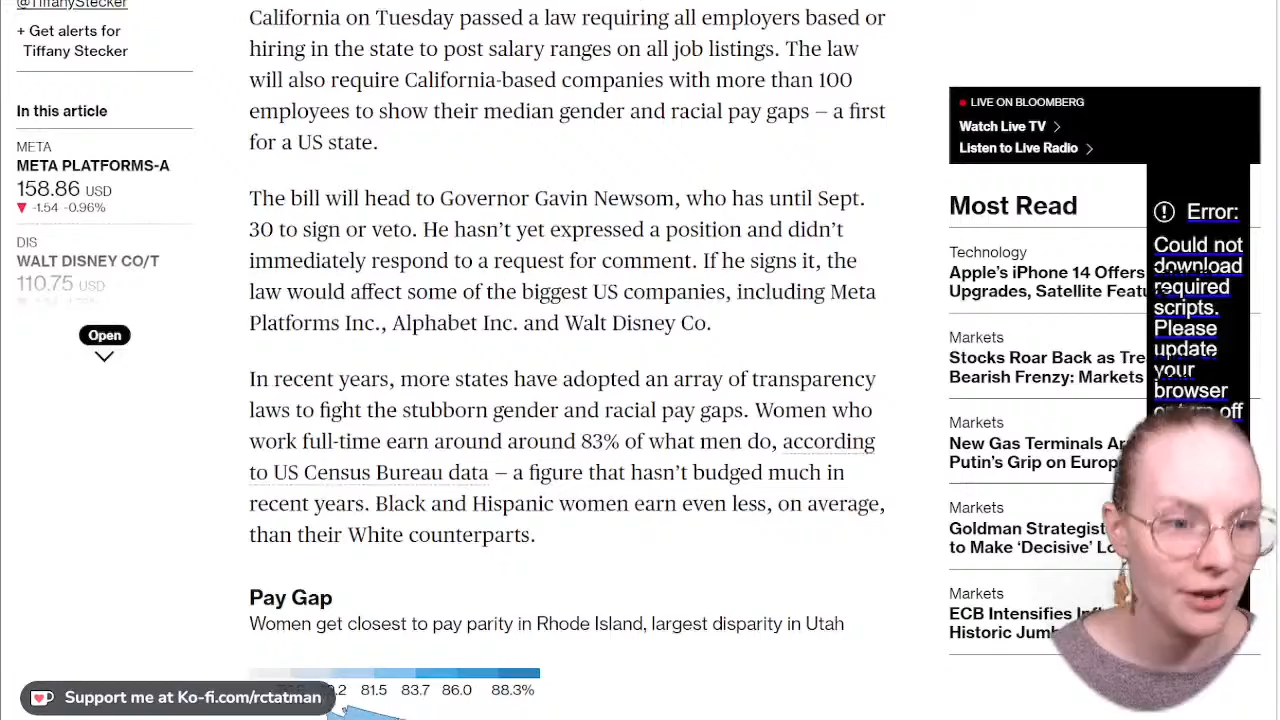 @TiffanyStecker
+ Get alerts for
Tiffany Stecker
In this article
META
META PLATFORMS-A
158.86 USD
▼ -1.54 -0.96%
DIS
WALT DISNEY CO/T
110.75 USD
Open
California on Tuesday passed a law requiring all employers based or
hiring in the state to post salary ranges on all job listings. The law
will also require California-based companies with more than 100
employees to show their median gender and racial pay gaps — a first
for a US state.
The bill will head to Governor Gavin Newsom, who has until Sept.
30 to sign or veto. He hasn't yet expressed a position and didn't
immediately respond to a request for comment. If he signs it, the
law would affect some of the biggest US companies, including Meta
Platforms Inc., Alphabet Inc. and Walt Disney Co.
In recent years, more states have adopted an array of transparency
laws to fight the stubborn gender and racial pay gaps. Women who
work full-time earn around around 83% of what men do, according
to US Census Bureau data — a figure that hasn't budged much in
recent years. Black and Hispanic women earn even less, on average,
than their White counterparts.
Pay Gap
Women get closest to pay parity in Rhode Island, largest disparity in Utah
81.5 83.7 86.0 88.3%
Support me at Ko-fi.com/rctatman
LIVE ON BLOOMBERG
Watch Live TV
Listen to Live Radio
Most Read
Technology
Apple's iPhone 14 Offers
Upgrades, Satellite
Markets
Stocks Roar Back as
Bearish Frenzy: Markets
Markets
New Gas Terminals
Putin's Grip on
Markets
Goldman
to Make 'Decisive'
Markets
ECB Intensifies
Historic
Error:
Could not
download
required
scripts.
Please
update
your
browser
or turn off